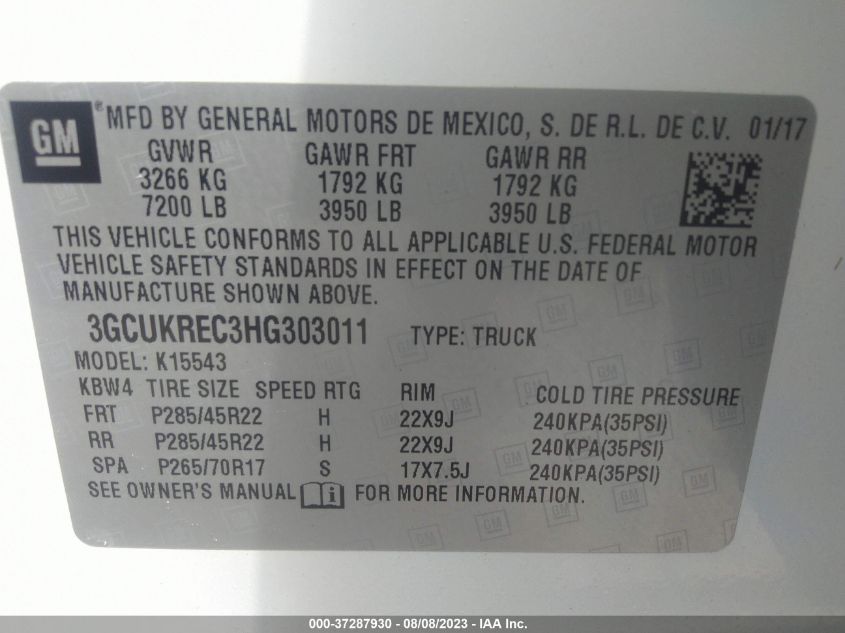 GM ® MFD BY GENERAL MOTORS DE MEXICO, S. DE R.L. DE C.V. 01/17
GVWR GAWR FRT GAWR RR
3266 KG 1792 KG 1792 KG
7200 LB 3950 LB 3950 LB
THIS VEHICLE CONFORMS TO ALL APPLICABLE U.S. FEDERAL MOTOR
VEHICLE SAFETY STANDARDS IN EFFECT ON THE DATE OF
MANUFACTURE SHOWN ABOVE.
3GCUKREC3HG303011 TYPE: TRUCK
MODEL: K15543
KBW4 TIRE SIZE SPEED RTG RIM COLD TIRE PRESSURE
FRT P285/45R22 H 22X9J 240KPA(35PSI)
RR P285/45R22 H 22X9J 240KPA(35PSI)
SPA P265/70R17 S 17X7.5J 240KPA(35PSI)
SEE OWNER'S MANUAL i FOR MORE INFORMATION.
000-37287930 - 08/08/2023 - IAA Inc.